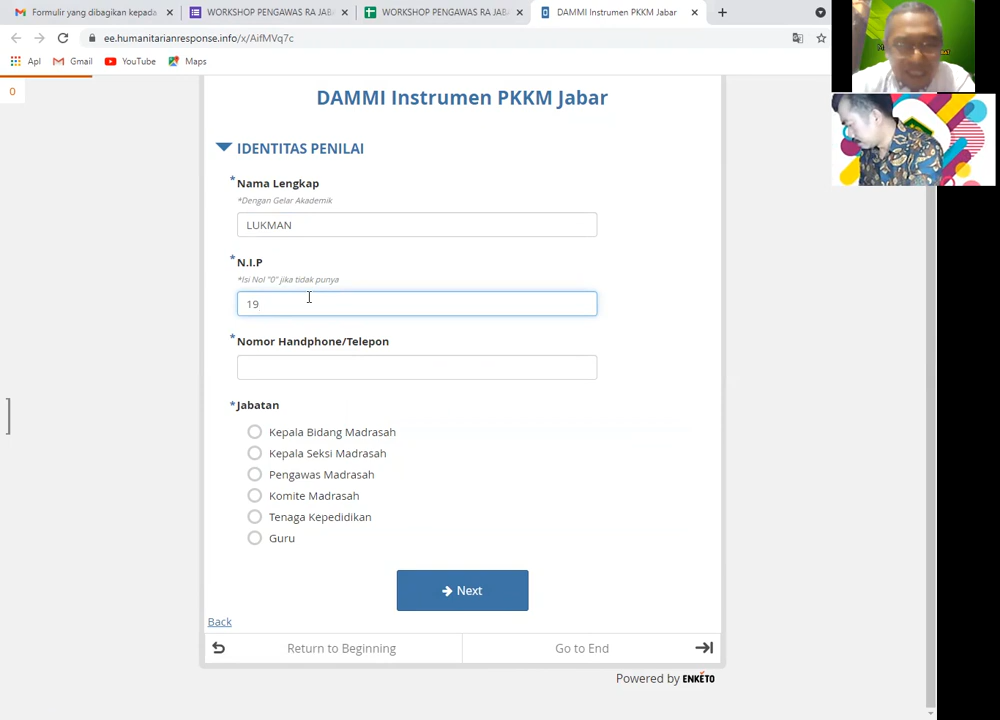 Formulir yang dibagikan kepada
WORKSHOP PENGAWAS RA JABA
WORKSHOP PENGAWAS RA JABA
DAMMI Instrumen PKKM Jabar
ee.humanitarianresponse.info/x/AifMVq7c
Apl
Gmail
YouTube
Maps
0
DAMMI Instrumen PKKM Jabar
IDENTITAS PENILAI
*Nama Lengkap
*Dengan Gelar Akademik
LUKMAN
*N.I.P
*Isi Nol "0" jika tidak punya
19
*Nomor Handphone/Telepon
*Jabatan
Kepala Bidang Madrasah
Kepala Seksi Madrasah
Pengawas Madrasah
Komite Madrasah
Tenaga Kepedidikan
Guru
Next
Back
Return to Beginning
Go to End
Powered by ENKETO